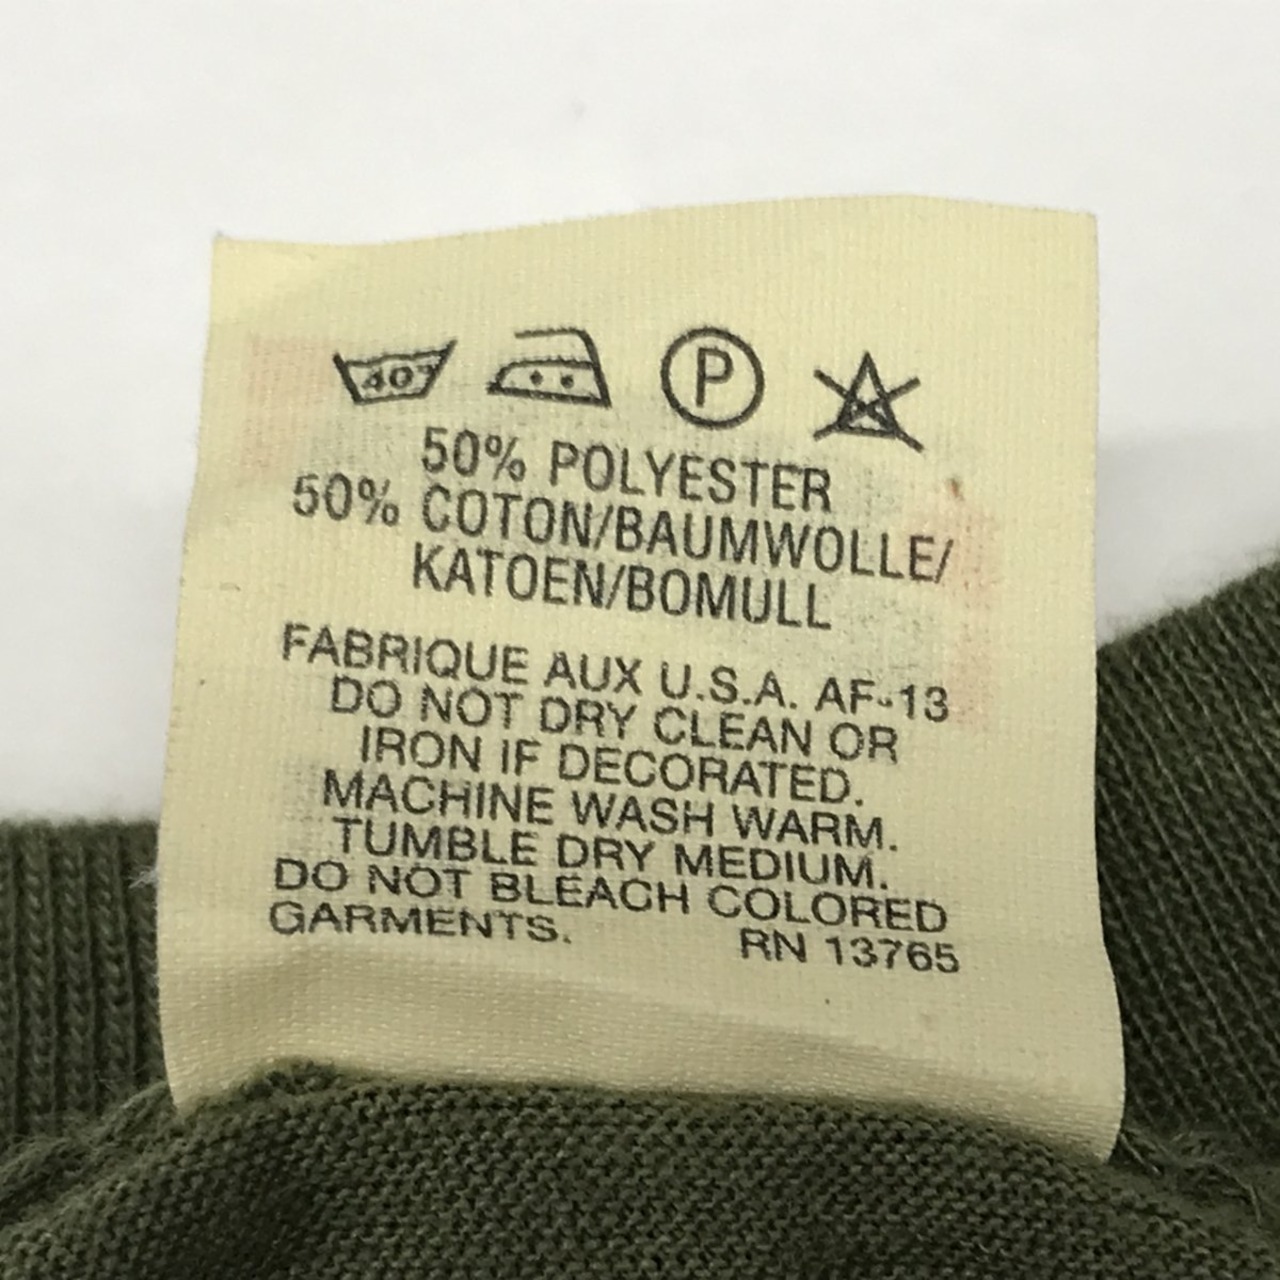 40°
P
50% POLYESTER
50% COTON/BAUMWOLLE/
KATOEN/BOMULL
FABRIQUE AUX U.S.A. AF-13
DO NOT DRY CLEAN OR
IRON IF DECORATED.
MACHINE WASH WARM.
TUMBLE DRY MEDIUM.
DO NOT BLEACH COLORED
GARMENTS. RN 13765